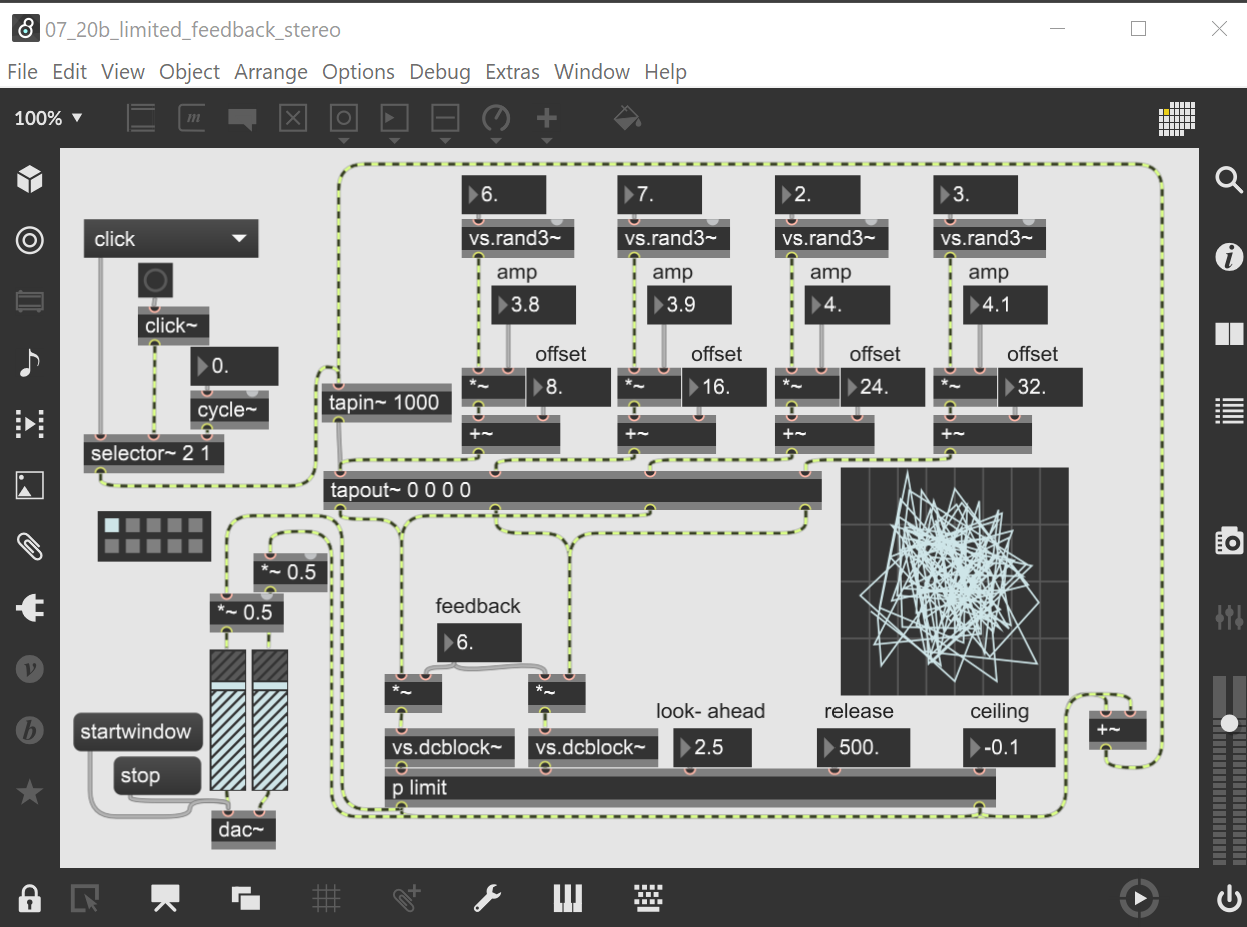 07_20b_limited_feedback_stereo
File Edit View Object Arrange Options Debug Extras Window Help
100%
m
6. 7. 2. 3.
click
vs.rand3~ vs.rand3~ vs.rand3~ vs.rand3~
amp amp amp amp
3.8 3.9 4. 4.1
click~
offset offset offset offset
0.
*~ 8. *~ 16. *~ 24. *~ 32.
tapin~ 1000
cycle~
+~ +~ +~ +~
selector~ 2 1
tapout~ 0 0 0 0
*~ 0.5
*~ 0.5
feedback
6.
*~ *~
look- ahead release ceiling
startwindow
vs.dcblock~ vs.dcblock~ 2.5 500. -0.1
+~
stop
p limit
dac~
i
v
b